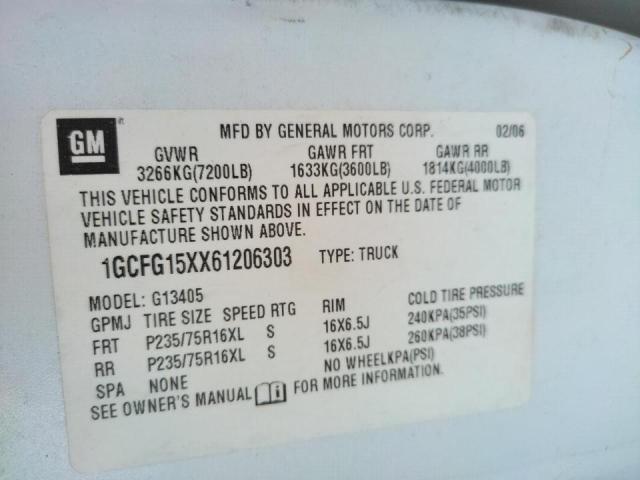 GM
MFD BY GENERAL MOTORS CORP. 02/06
GVWR GAWR FRT GAWR RR
3266KG(7200LB) 1633KG(3600LB) 1814KG(4000LB)
THIS VEHICLE CONFORMS TO ALL APPLICABLE U.S. FEDERAL MOTOR
VEHICLE SAFETY STANDARDS IN EFFECT ON THE DATE OF
MANUFACTURE SHOWN ABOVE.
1GCFG15XX61206303 TYPE: TRUCK
MODEL: G13405
GPMJ TIRE SIZE SPEED RTG RIM COLD TIRE PRESSURE
FRT P235/75R16XL S 16X6.5J 240KPA(35PSI)
RR P235/75R16XL S 16X6.5J 260KPA(38PSI)
SPA NONE NO WHEELKPA(PSI)
SEE OWNER'S MANUAL FOR MORE INFORMATION.